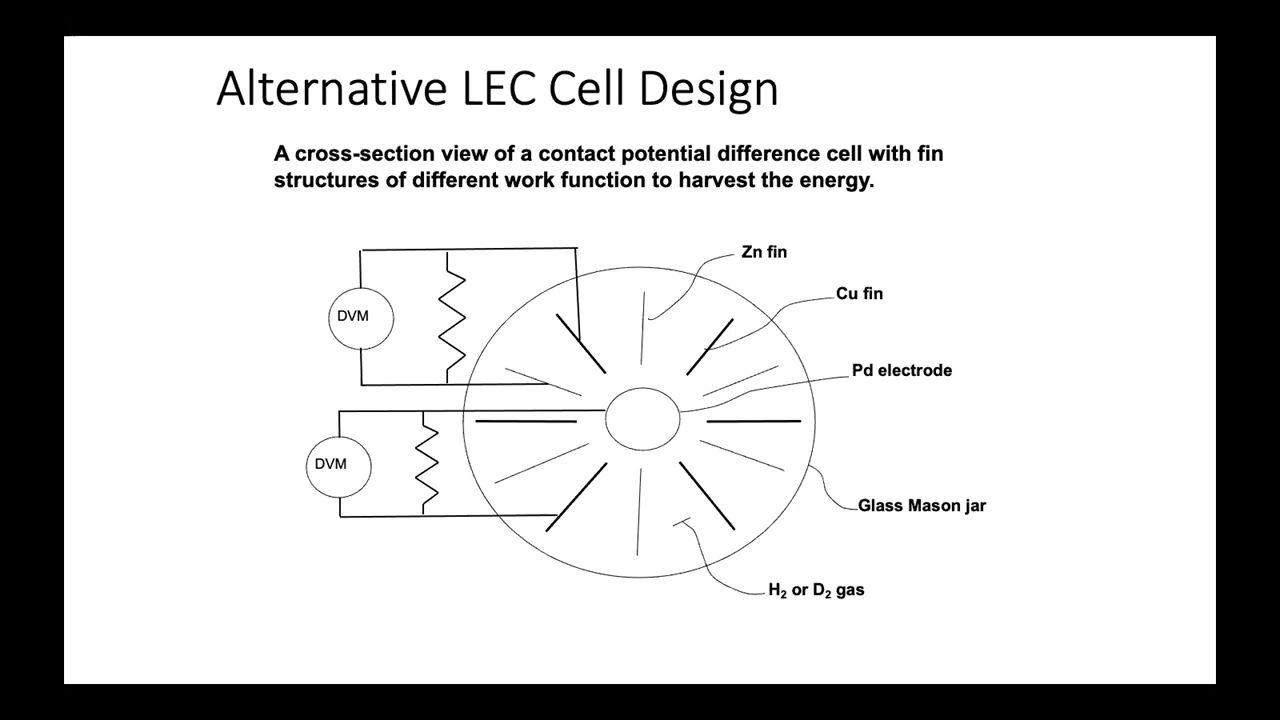 Alternative LEC Cell Design
A cross-section view of a contact potential difference cell with fin
structures of different work function to harvest the energy.
Zn fin
Cu fin
DVM
Pd electrode
DVM
Glass Mason jar
H₂ or D₂ gas